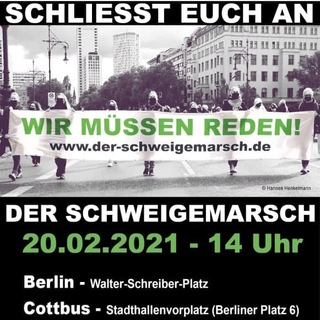 SCHLIESST EUCH AN
WIR MÜSSEN REDEN!
www.der-schweigemarsch.de
© Hannes Henkelmann
DER SCHWEIGEMARSCH
20.02.2021 - 14 Uhr
Berlin - Walter-Schreiber-Platz
Cottbus - Stadthallenvorplatz (Berliner Platz 6)